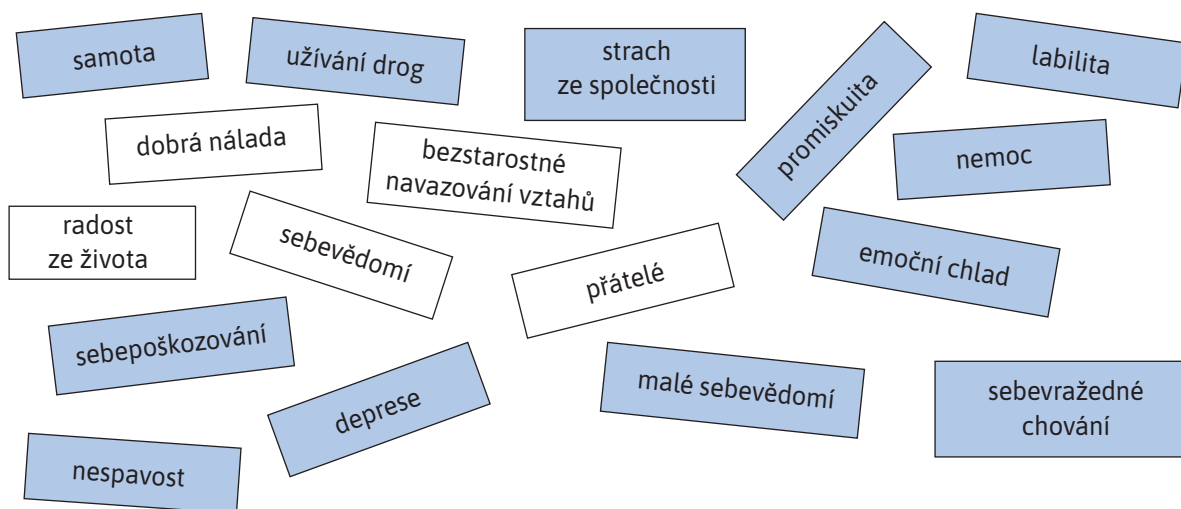 samota
užívání drog
strach
ze společnosti
promiskuita
labilita
dobrá nálada
bezstarostné
navazování vztahů
nemoc
radost
ze života
sebevědomí
přátelé
emoční chlad
sebepoškozování
deprese
malé sebevědomí
sebevražedné
chování
nespavost